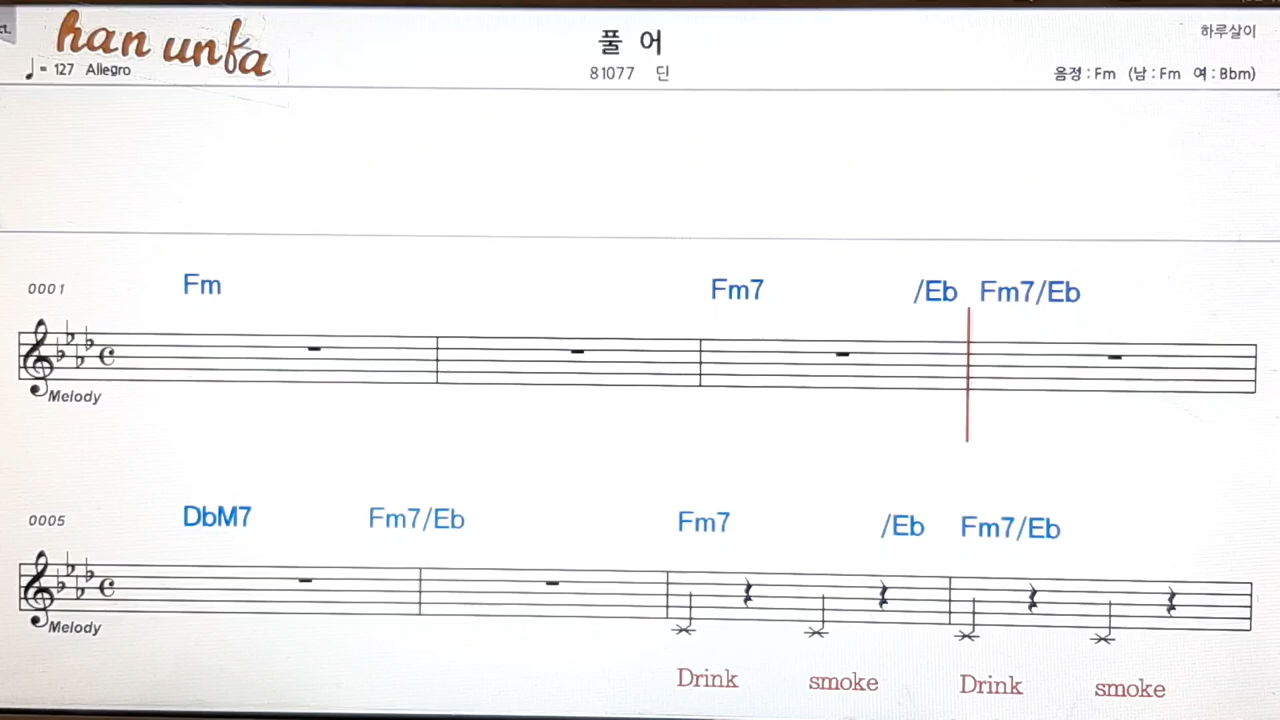 han unfa
풀 어
하루살이
♩= 127 Allegro
81077 딘
음정 : Fm (남 : Fm 여 : Bbm)
0001
Fm Fm7 /Eb Fm7/Eb
Melody
0005
DbM7 Fm7/Eb Fm7 /Eb Fm7/Eb
Melody
Drink smoke Drink smoke